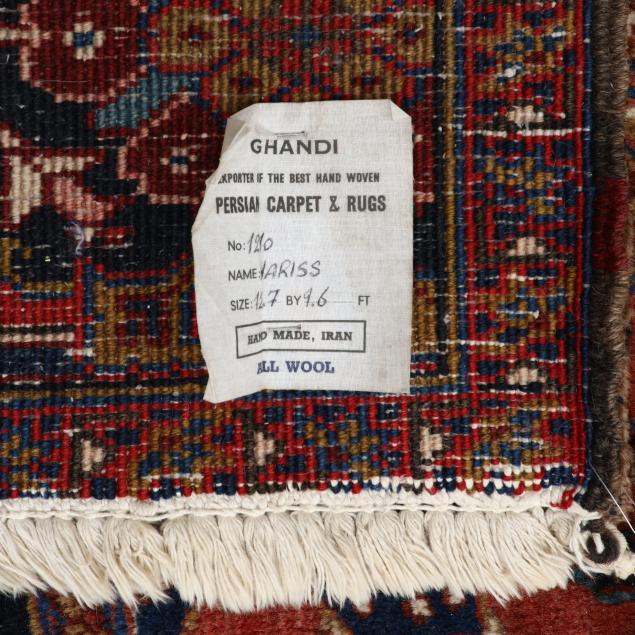 GHANDI
EXPORTER OF THE BEST HAND WOVEN
PERSIAN CARPET & RUGS
No: 120
NAME: HARISS
SIZE: 12.7 BY 9.6 FT
HAND MADE, IRAN
ALL WOOL